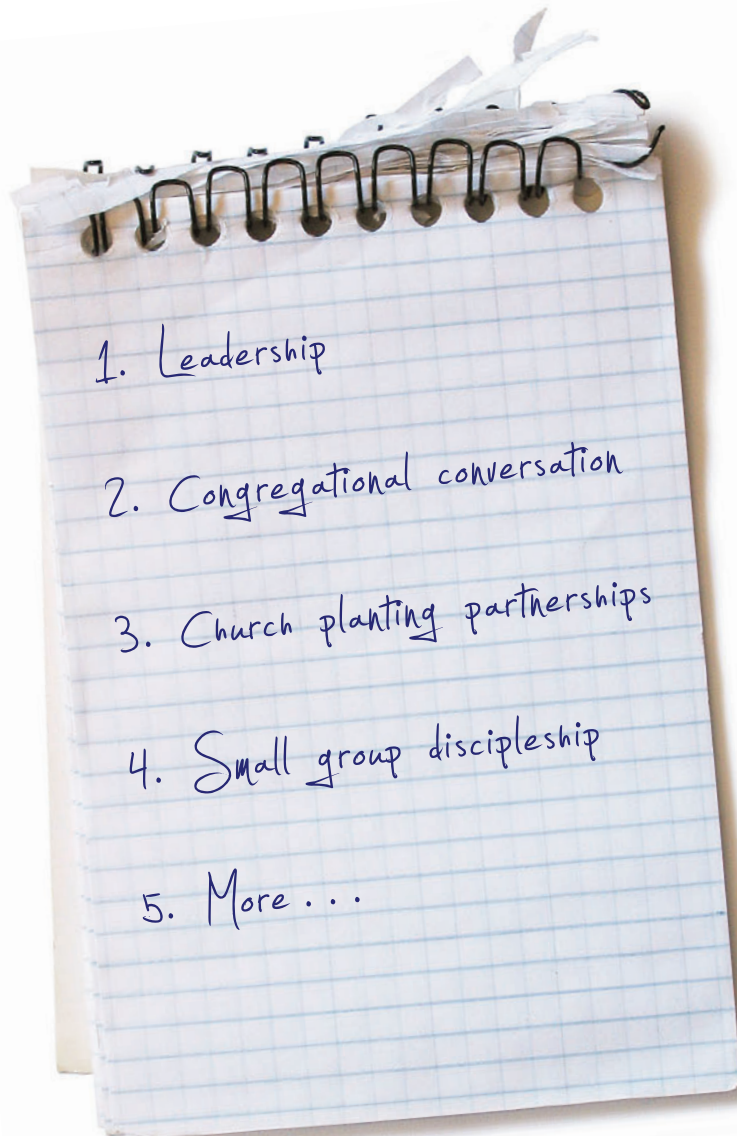 1. Leadership
2. Congregational conversation
3. Church planting partnerships
4. Small group discipleship
5. More...